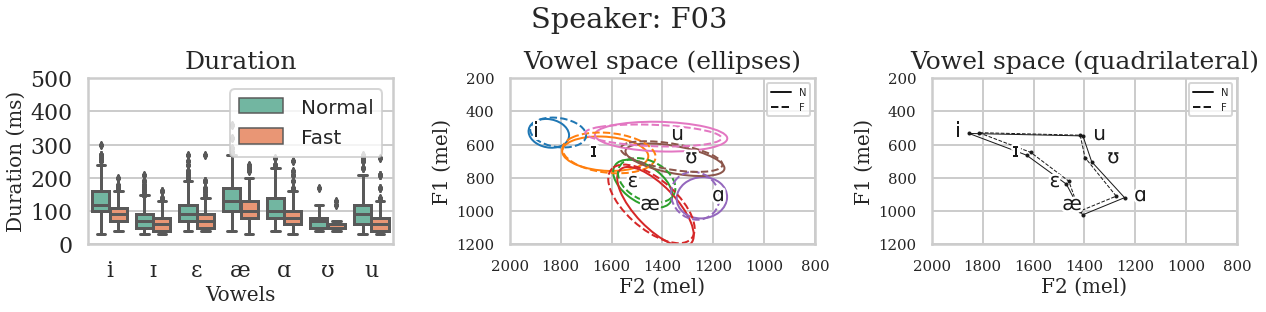 Speaker: F03
Duration
Duration (ms)
500
400
300
200
100
0
Normal
Fast
i ɪ ɛ æ ɑ ʊ u
Vowels
Vowel space (ellipses)
F1 (mel)
200
400
600
800
1000
1200
N
F
i
u
ɪ
ʊ
ɛ
ɑ
æ
2000 1800 1600 1400 1200 1000 800
F2 (mel)
Vowel space (quadrilateral)
F1 (mel)
200
400
600
800
1000
1200
N
F
i
u
ɪ
ʊ
ɛ
ɑ
æ
2000 1800 1600 1400 1200 1000 800
F2 (mel)